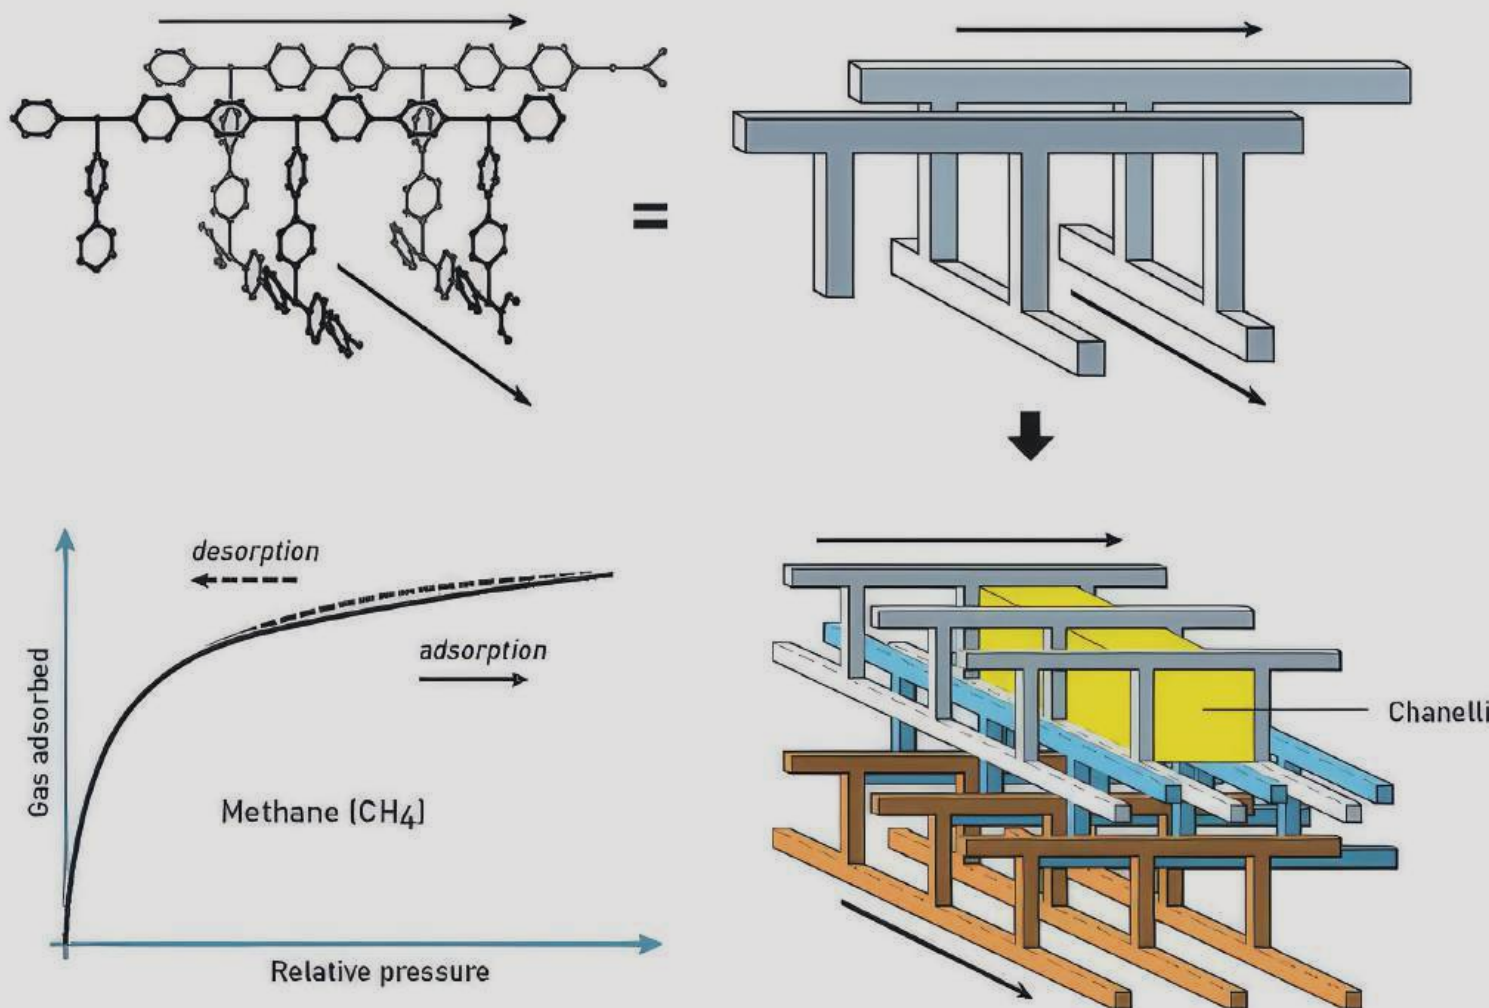 =
desorption
adsorption
Gas adsorbed
Methane (CH4)
Relative pressure
Chanelli